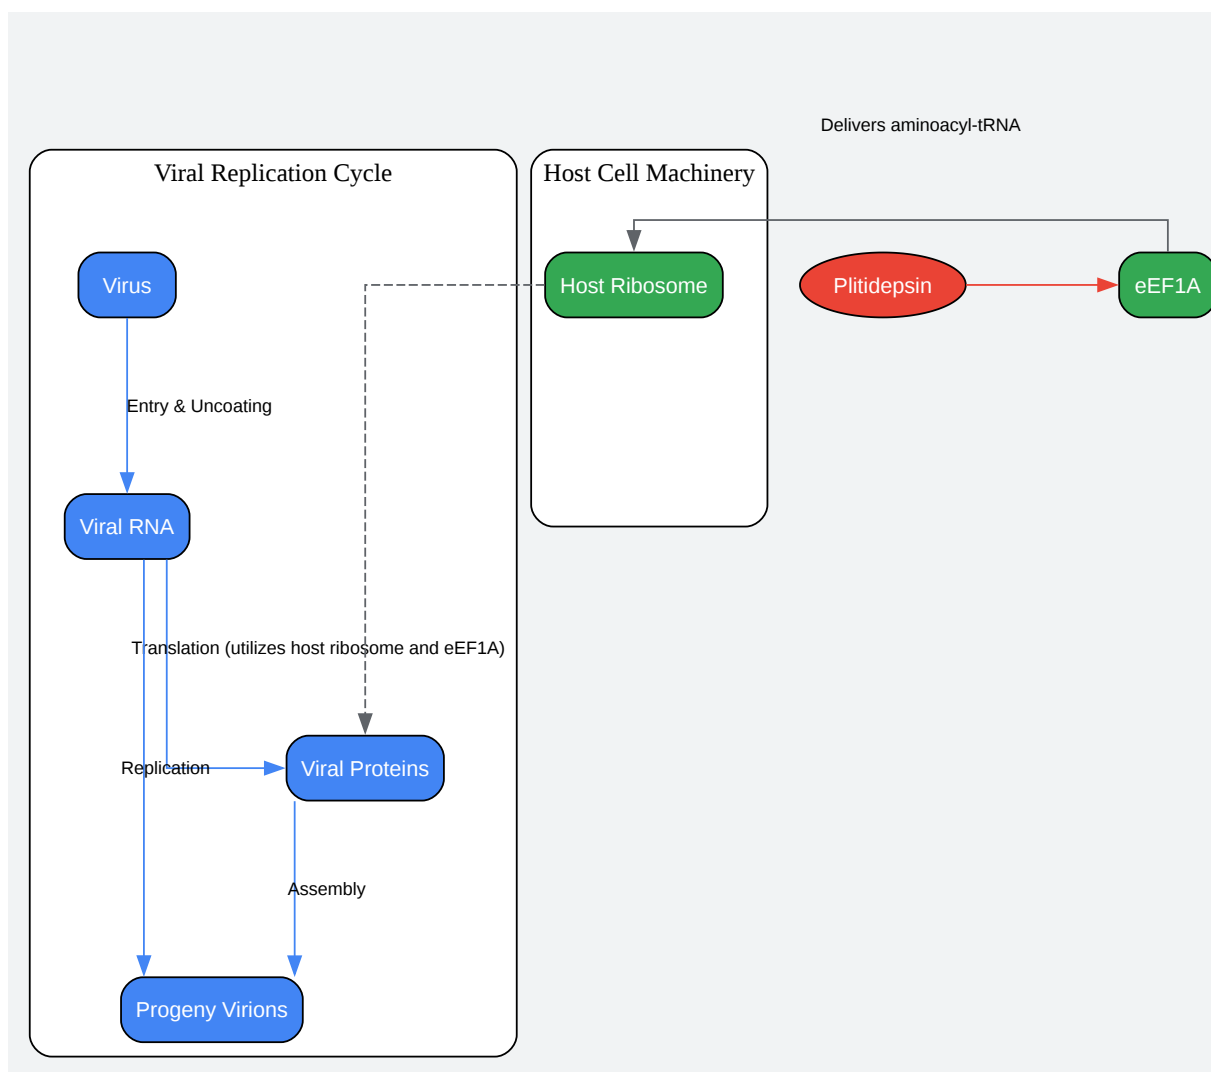 Delivers aminoacyl-tRNA
Viral Replication Cycle
Host Cell Machinery
Virus
Host Ribosome
Plitidepsin
eEF1A
Entry & Uncoating
Viral RNA
Translation (utilizes host ribosome and eEF1A)
Replication
Viral Proteins
Assembly
Progeny Virions